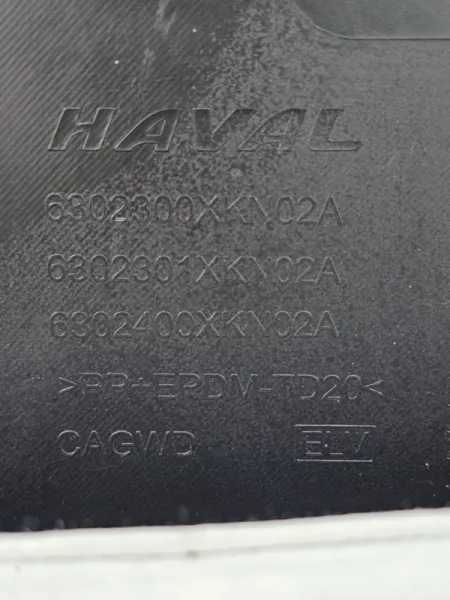 HAVAL
6302300XKN02A
6302301XKN02A
6302400XKN02A
>PP+EPDM-TD20<
CAGWD ELV